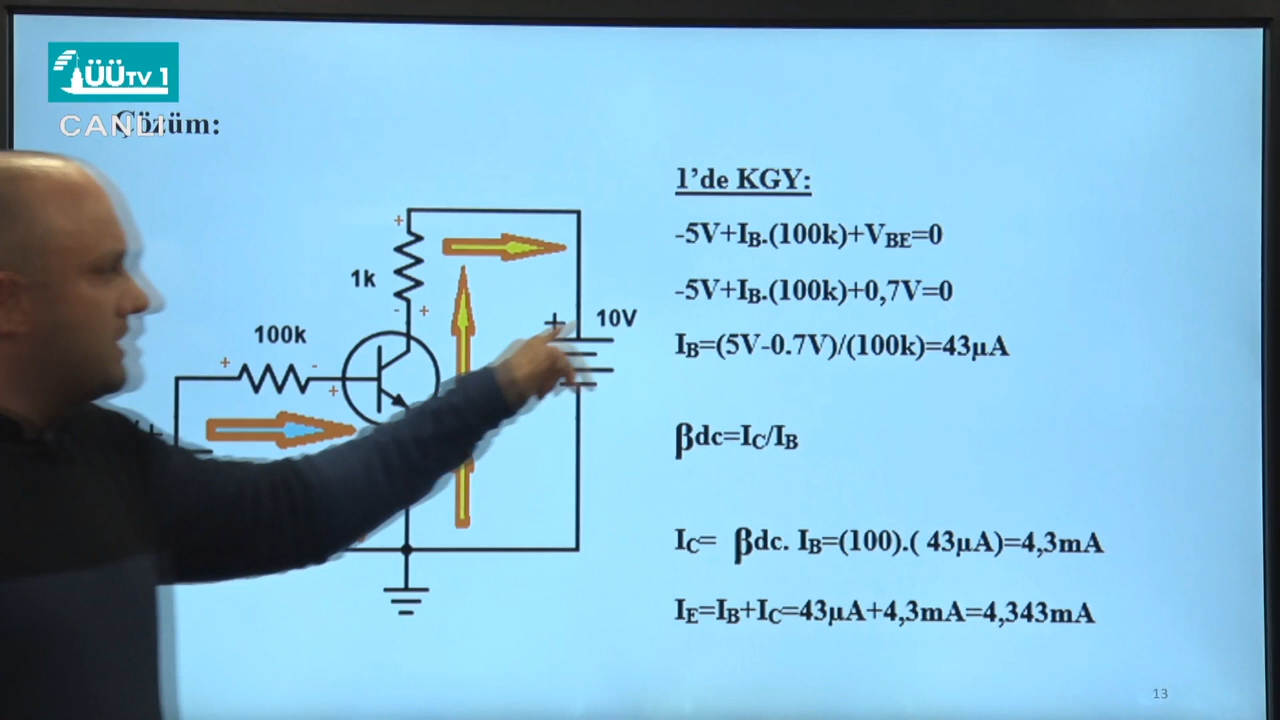 ÜÜTV 1
CANLI
Çözüm:
1'de KGY:
-5V+IB.(100k)+VBE=0
-5V+IB.(100k)+0,7V=0
IB=(5V-0.7V)/(100k)=43µA
βdc=IC/IB
IC= βdc. IB=(100).( 43µA)=4,3mA
IE=IB+IC=43µA+4,3mA=4,343mA
1k
10V
100k
13